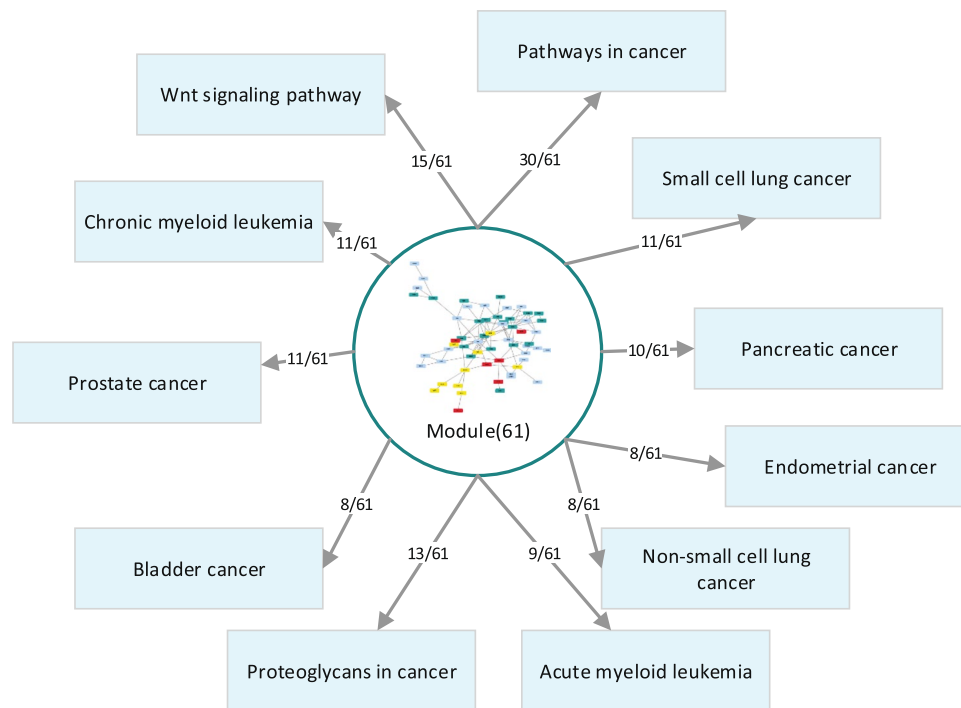 Pathways in cancer
Wnt signaling pathway
15/61
30/61
Small cell lung cancer
Chronic myeloid leukemia
11/61
11/61
Pancreatic cancer
10/61
Prostate cancer
11/61
Module(61)
8/61
Endometrial cancer
8/61
8/61
Non-small cell lung
cancer
Bladder cancer
13/61
9/61
Proteoglycans in cancer
Acute myeloid leukemia